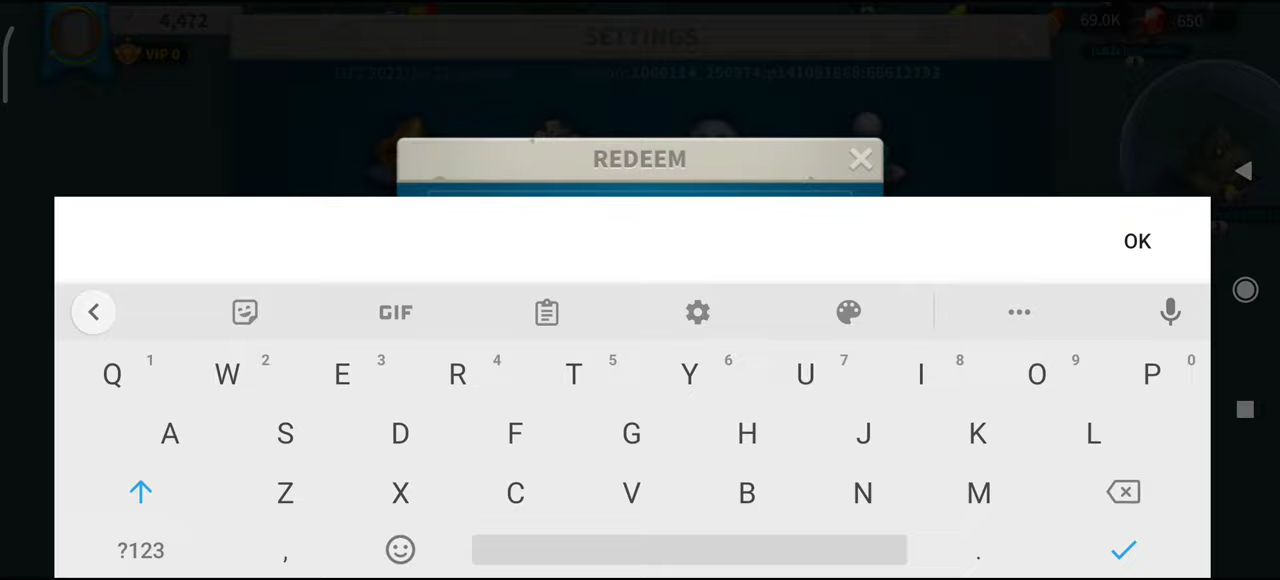 4,472
69.0K
650
VIP 0
SETTINGS
REDEEM
OK
GIF
Q 1 W 2 E 3 R 4 T 5 Y 6 U 7 I 8 O 9 P 0
A S D F G H J K L
Z X C V B N M
?123 , .